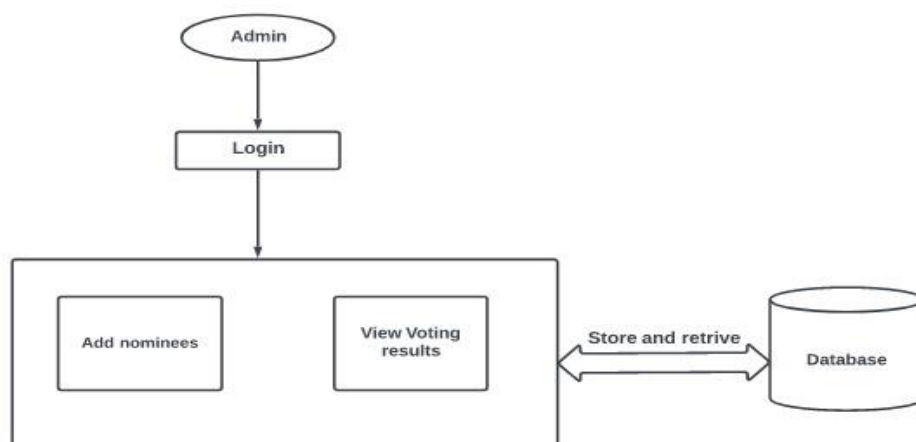 Admin
Login
Add nominees
View Voting
results
Store and retrive
Database